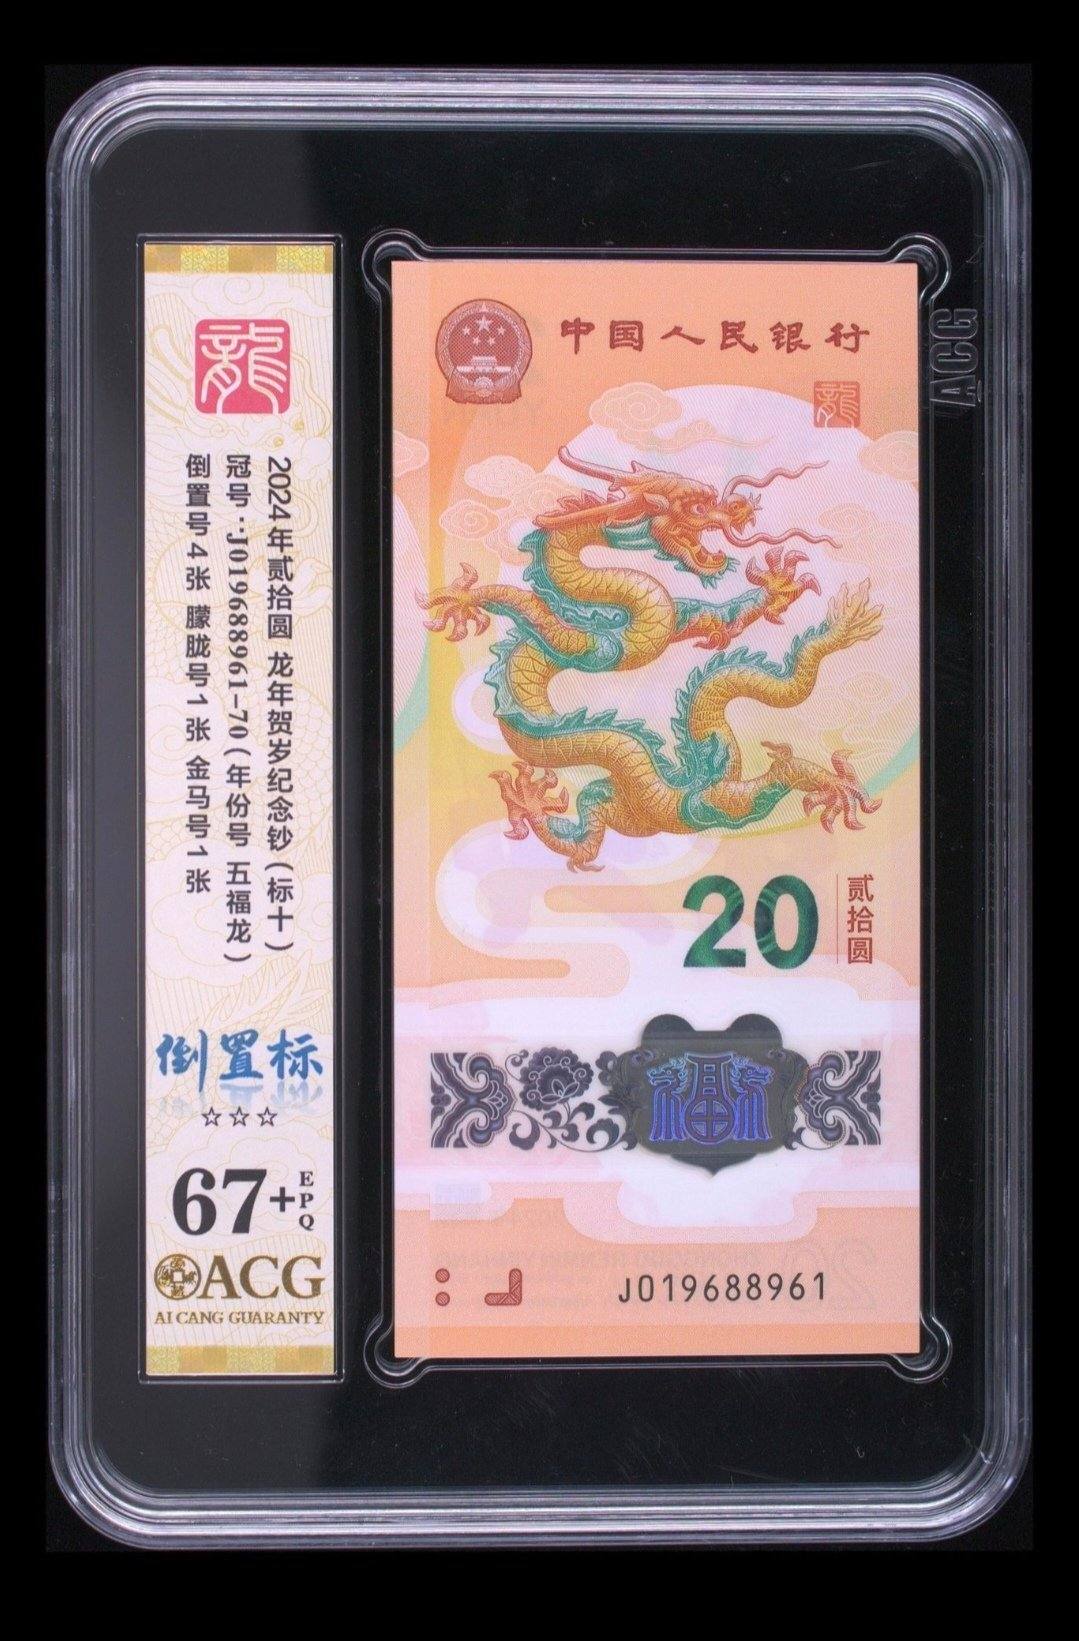 龍
2024年贰拾圆 龙年贺岁纪念钞(标十)
冠号:J019688961-70(年份号 五福龙)
倒置号4张 朦胧号1张 金马号1张
倒置标
☆☆☆
67+
EPQ
ACG
AI CANG GUARANTY
中国人民银行
龍
20
贰拾圆
福
J019688961
ACG